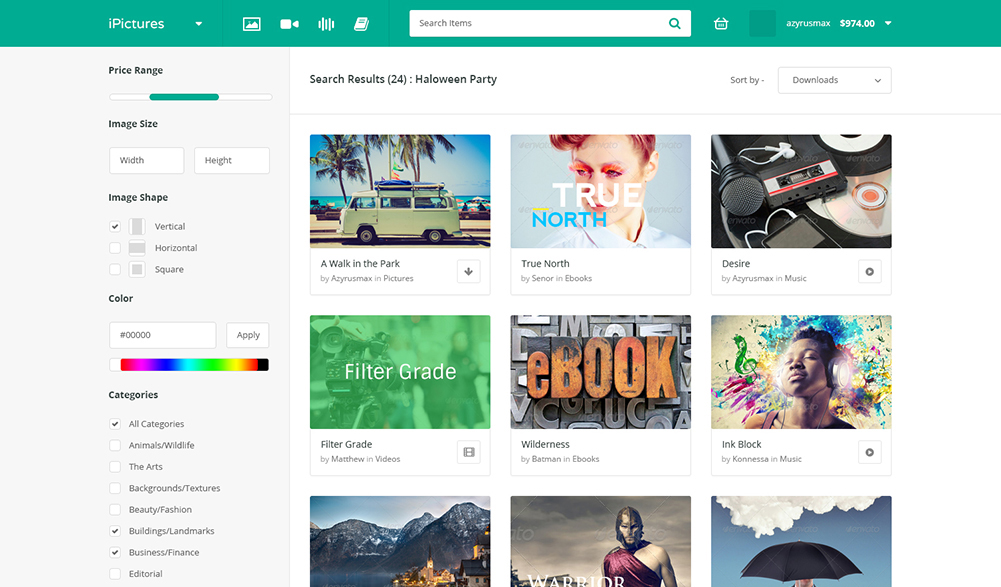 iPictures
Search Items
azyrusmax $974.00
Price Range
Image Size
Width Height
Image Shape
Vertical
Horizontal
Square
Color
#00000 Apply
Categories
All Categories
Animals/Wildlife
The Arts
Backgrounds/Textures
Beauty/Fashion
Buildings/Landmarks
Business/Finance
Editorial
Search Results (24) : Haloween Party
Sort by - Downloads
A Walk in the Park
by Azyrusmax in Pictures
TRUE
NORTH
True North
by Senor in Ebooks
Desire
by Azyrusmax in Music
Filter Grade
Filter Grade
by Matthew in Videos
eBOOK
Wilderness
by Batman in Ebooks
Ink Block
by Konnessa in Music
WARRIOR